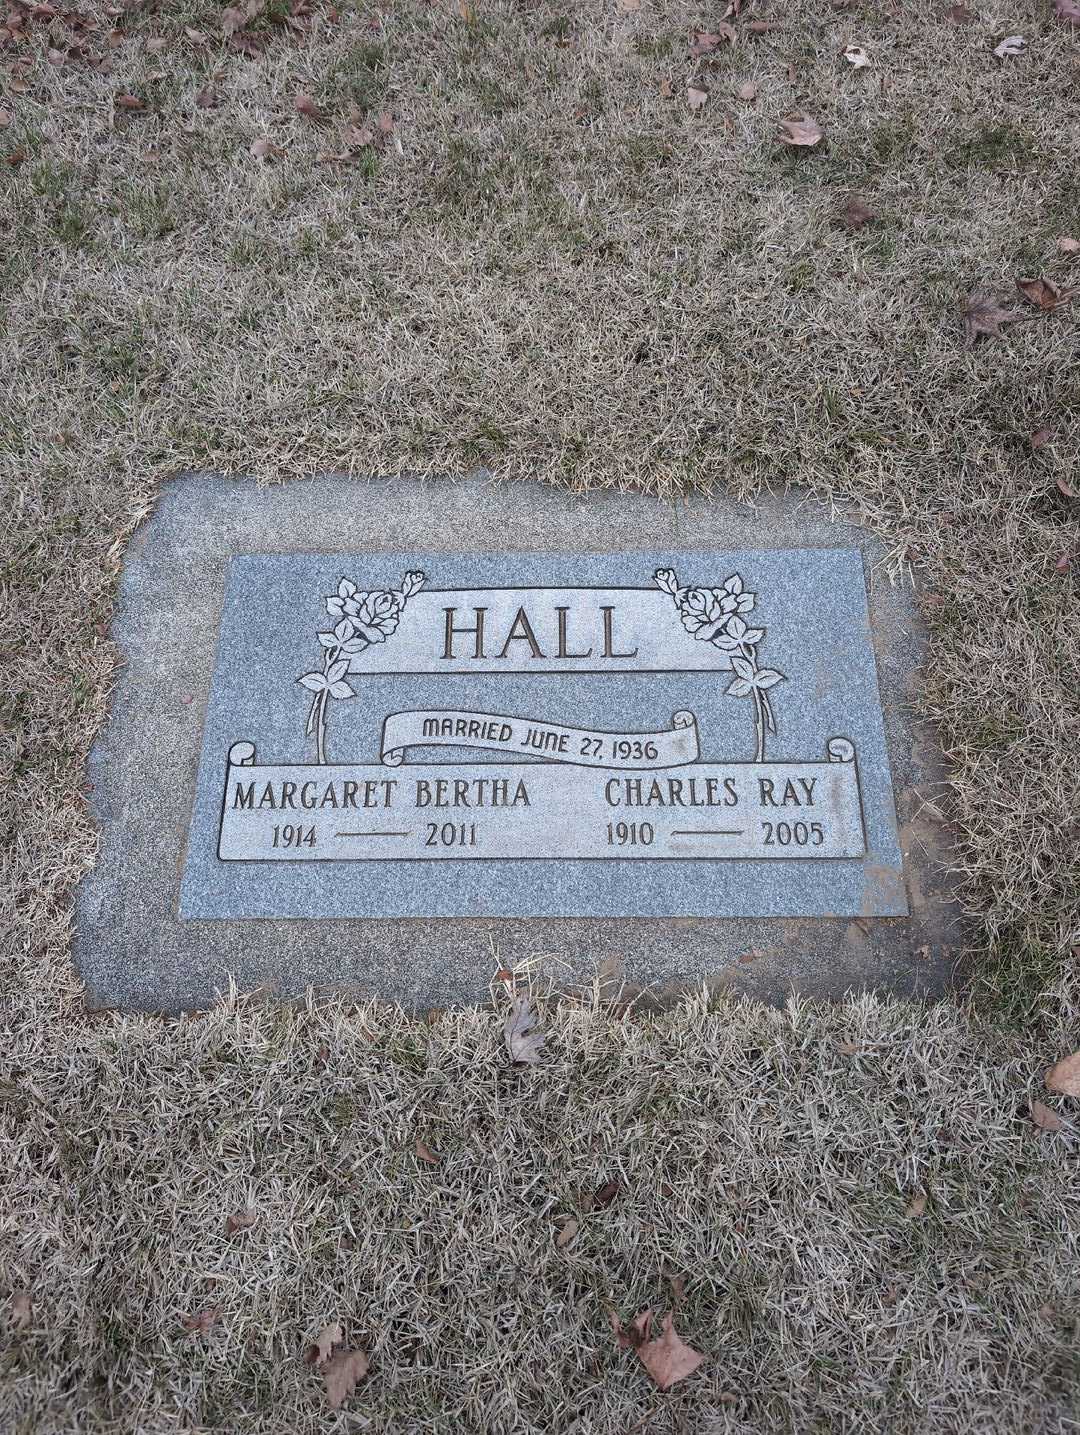 HALL
MARRIED JUNE 27, 1936
MARGARET BERTHA CHARLES RAY
1914 — 2011 1910 — 2005